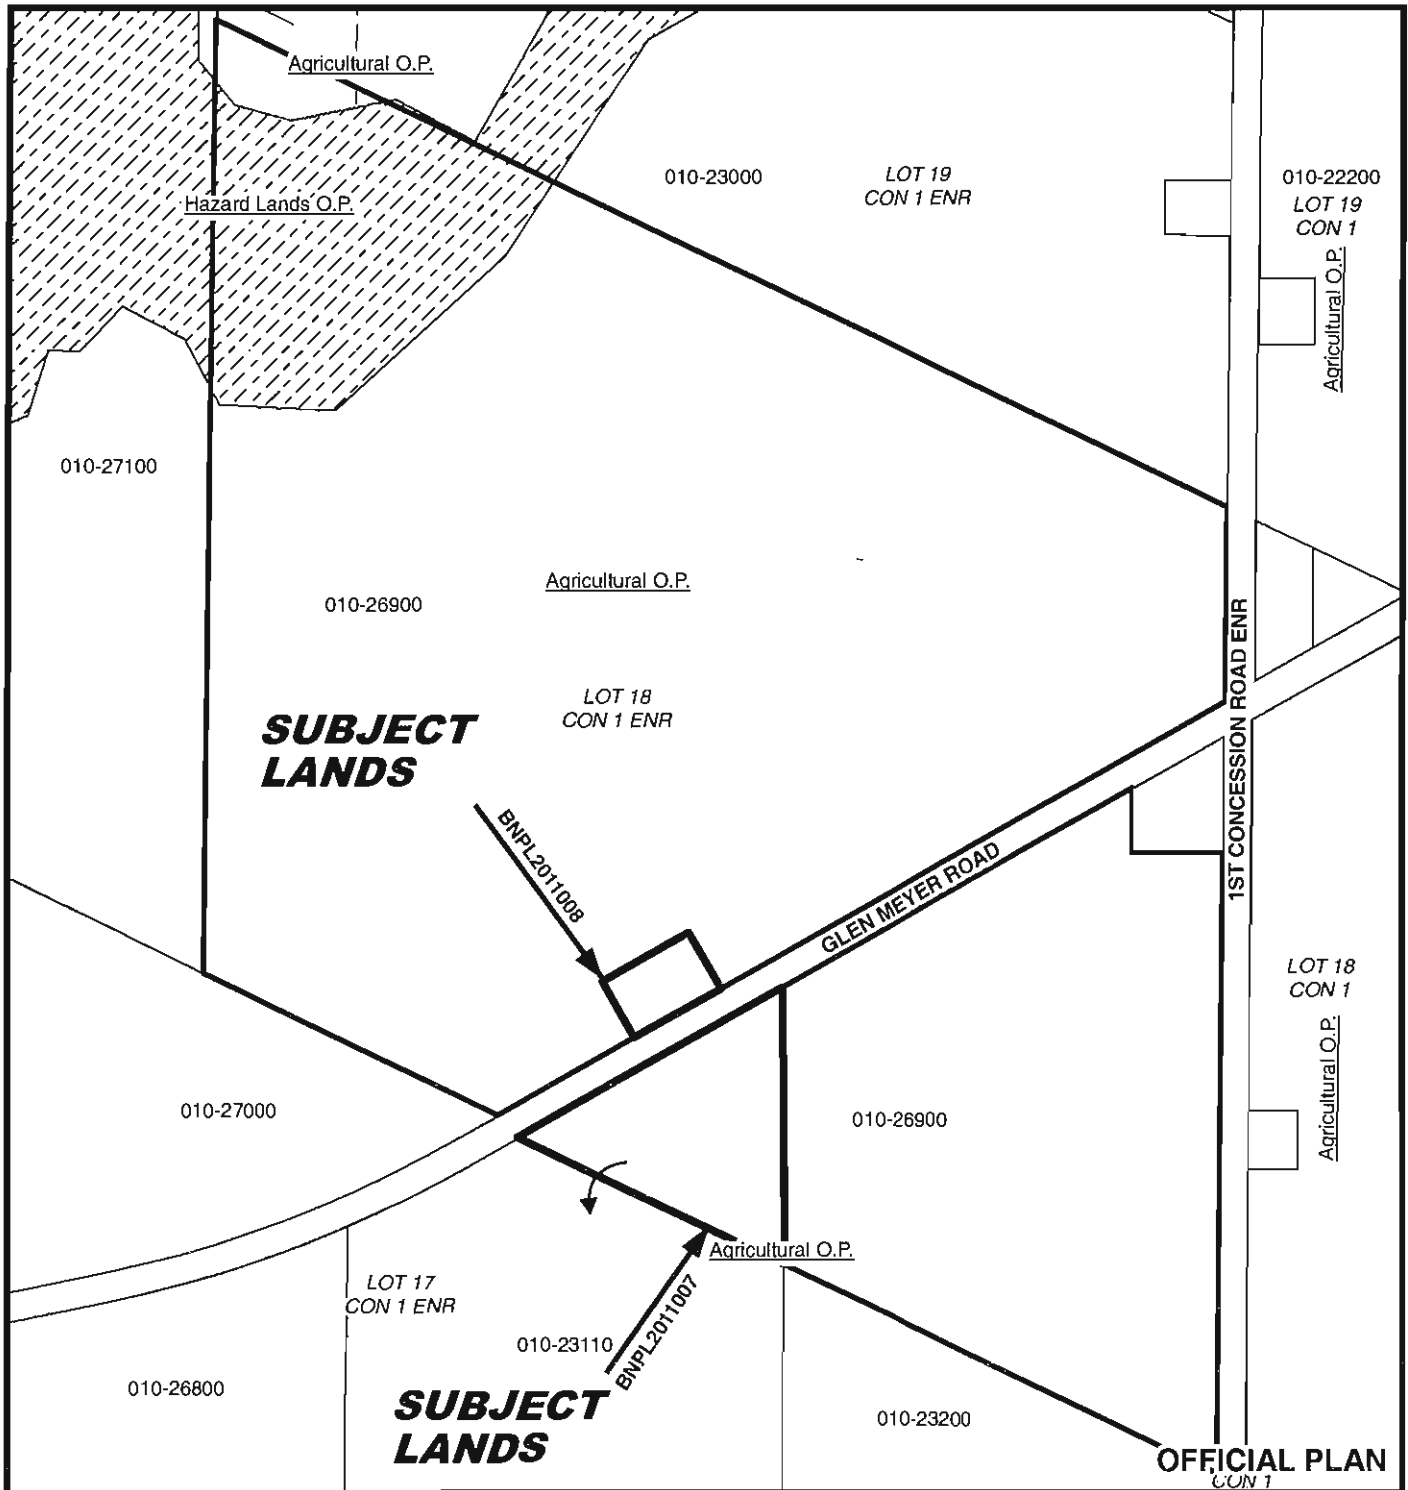 Agricultural O.P.
010-23000
LOT 19
CON 1 ENR
010-22200
LOT 19
CON 1
Agricultural O.P.
Hazard Lands O.P.
010-27100
Agricultural O.P.
010-26900
LOT 18
CON 1 ENR
SUBJECT
LANDS
BNPL2011008
1ST CONCESSION ROAD ENR
GLEN MEYER ROAD
LOT 18
CON 1
Agricultural O.P.
010-27000
010-26900
Agricultural O.P.
LOT 17
CON 1 ENR
010-23110
BNPL2011007
010-26800
SUBJECT
LANDS
010-23200
OFFICIAL PLAN
CON 1